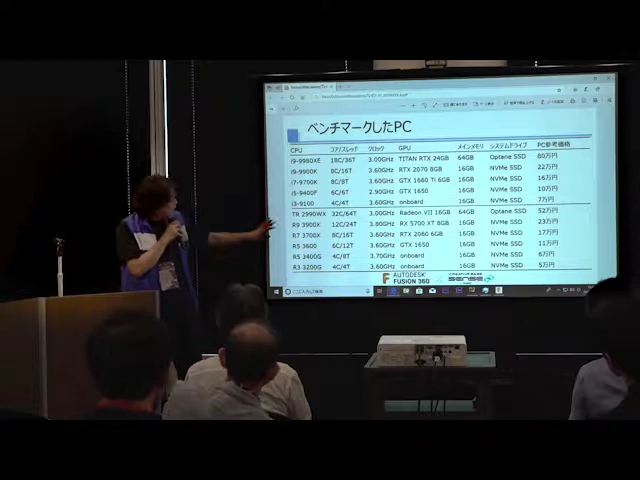 ベンチマークしたPC
CPU コア/スレッド クロック GPU メインメモリ システムドライブ PC参考価格
i9-9980XE 18C/36T 3.00GHz TITAN RTX 24GB 64GB Optane SSD 80万円
i9-9900K 8C/16T 3.60GHz RTX 2070 8GB 16GB NVMe SSD 22万円
i7-9700K 8C/8T 3.60GHz GTX 1660 Ti 6GB 16GB NVMe SSD 16万円
i5-9400F 6C/6T 2.90GHz GTX 1650 16GB NVMe SSD 10万円
i3-9100 4C/4T 3.60GHz onboard 16GB NVMe SSD 7万円
TR 2990WX 32C/64T 3.00GHz Radeon VII 16GB 64GB Optane SSD 52万円
R9 3900X 12C/24T 3.80GHz RX 5700 XT 8GB 16GB NVMe SSD 23万円
R7 3700X 8C/16T 3.60GHz RTX 2060 6GB 16GB NVMe SSD 17万円
R5 3600 6C/12T 3.60GHz GTX 1650 16GB NVMe SSD 11万円
R5 3400G 4C/8T 3.70GHz onboard 16GB NVMe SSD 6万円
R3 3200G 4C/4T 3.60GHz onboard 16GB NVMe SSD 5万円
AUTODESK
FUSION 360
SENSE